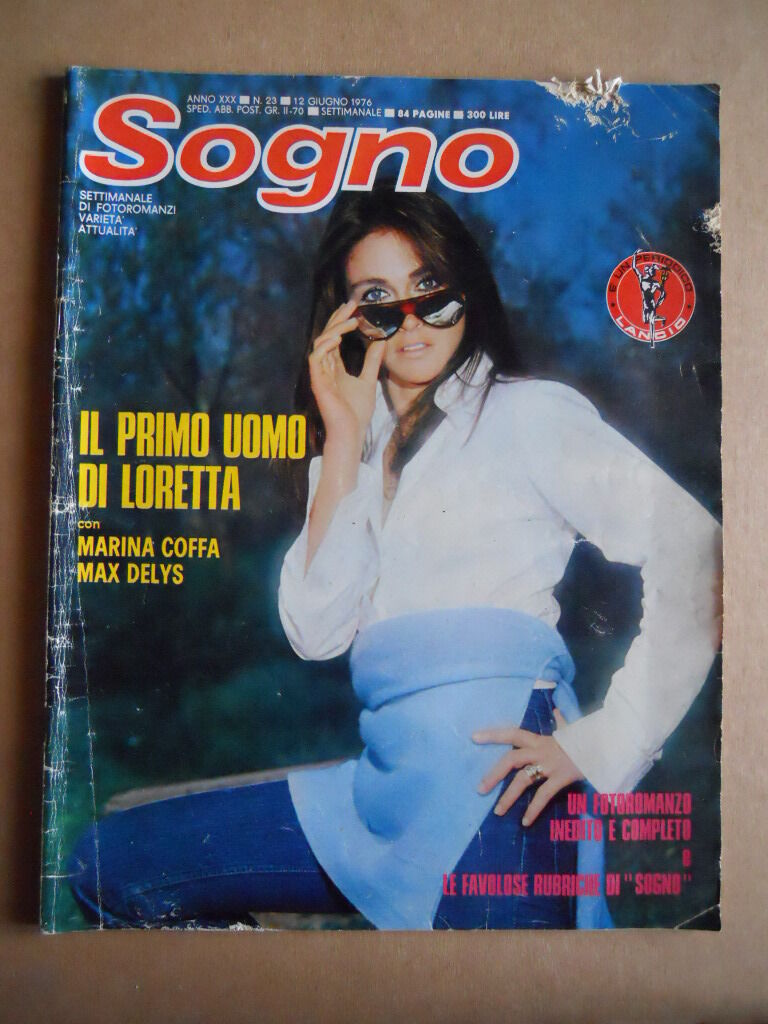 ANNO XXX ■ N. 23 ■ 12 GIUGNO 1976
SPED. ABB. POST. GR. II-70 ■ SETTIMANALE ■ 84 PAGINE ■ 300 LIRE
Sogno
SETTIMANALE
DI FOTOROMANZI
VARIETA'
ATTUALITA'
E' UN PERIODICO
LANCIO
IL PRIMO UOMO
DI LORETTA
con
MARINA COFFA
MAX DELYS
UN FOTOROMANZO
INEDITO E COMPLETO
e
LE FAVOLOSE RUBRICHE DI "SOGNO"